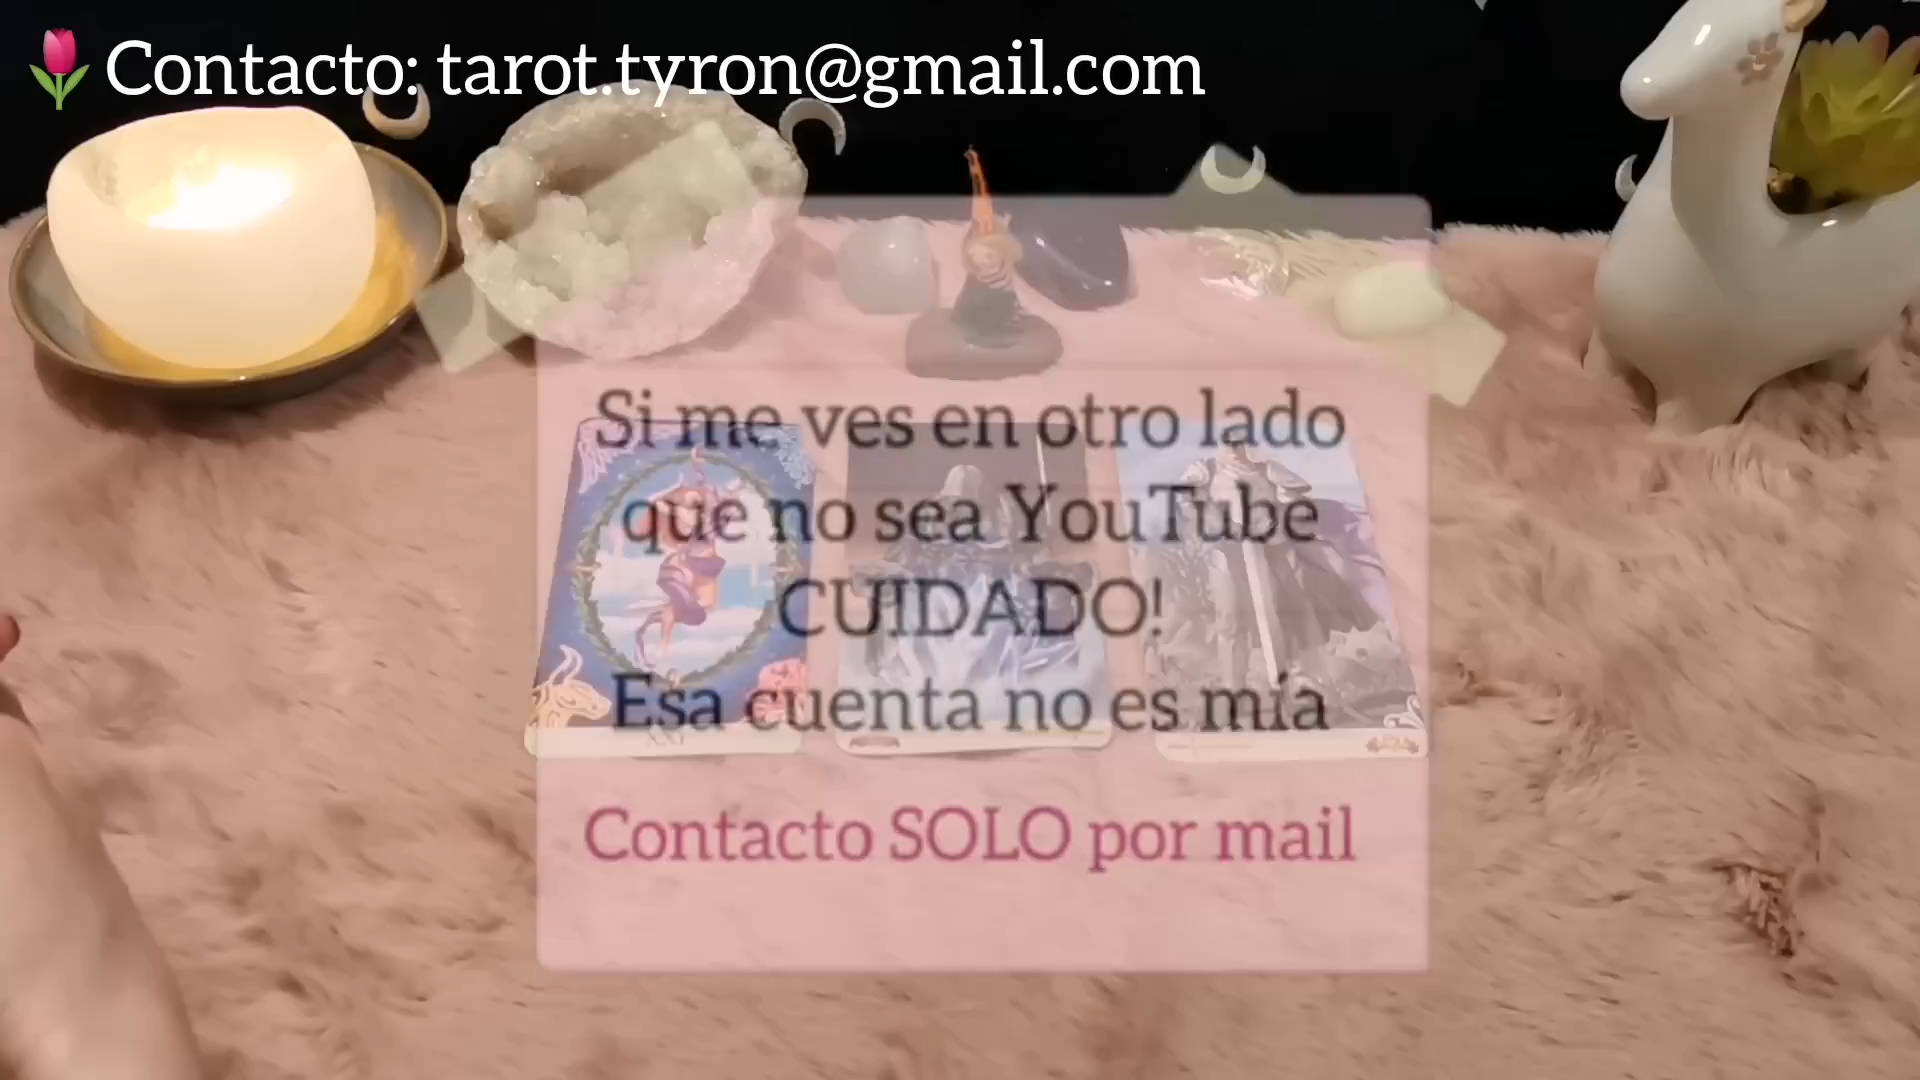 Contacto: tarot.tyron@gmail.com
Si me ves en otro lado
que no sea YouTube
CUIDADO!
Esa cuenta no es mía
Contacto SOLO por mail